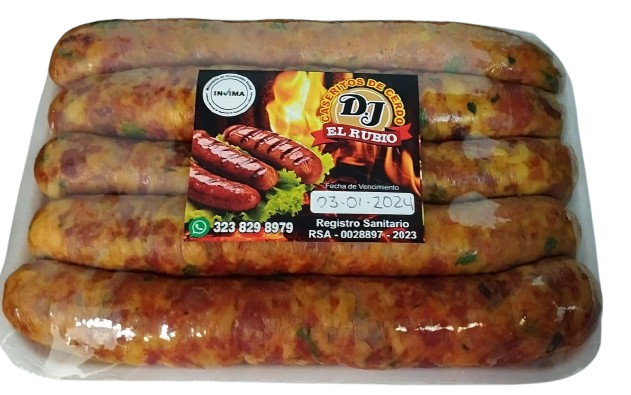 INVIMA
CASERITOS DE CERDO
DJ
EL RUBIO
Fecha de Vencimiento
03-01-2024
323 829 8979
Registro Sanitario
RSA - 0028897 - 2023